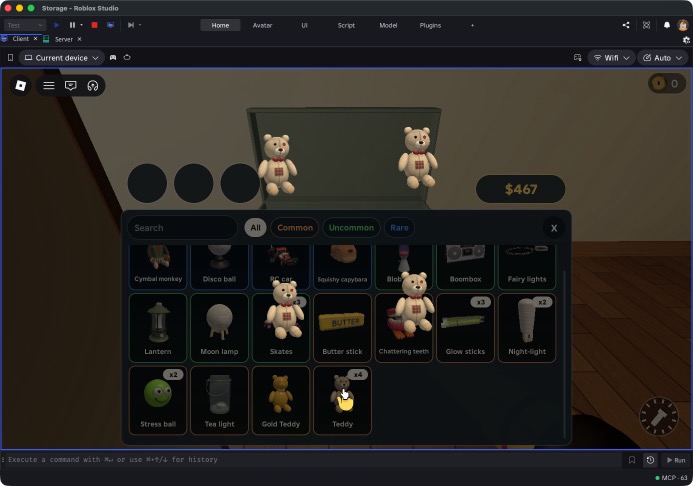 Storage - Roblox Studio
Test
Home
Avatar
UI
Script
Model
Plugins
+
Client ×
Server ×
Current device
Wifi
Auto
0
$467
Search
All
Common
Uncommon
Rare
X
Cymbal monkey
Disco ball
RC car
Squishy capybara
Boombox
Fairy lights
x3
x3
x2
Lantern
Moon lamp
Skates
Butter stick
Chattering teeth
Glow sticks
Night-light
BUTTER
x2
x4
Stress ball
Tea light
Gold Teddy
Teddy
Execute a command with ⌘↵ or use ⌘+↑/↓ for history
Run
MCP · 63